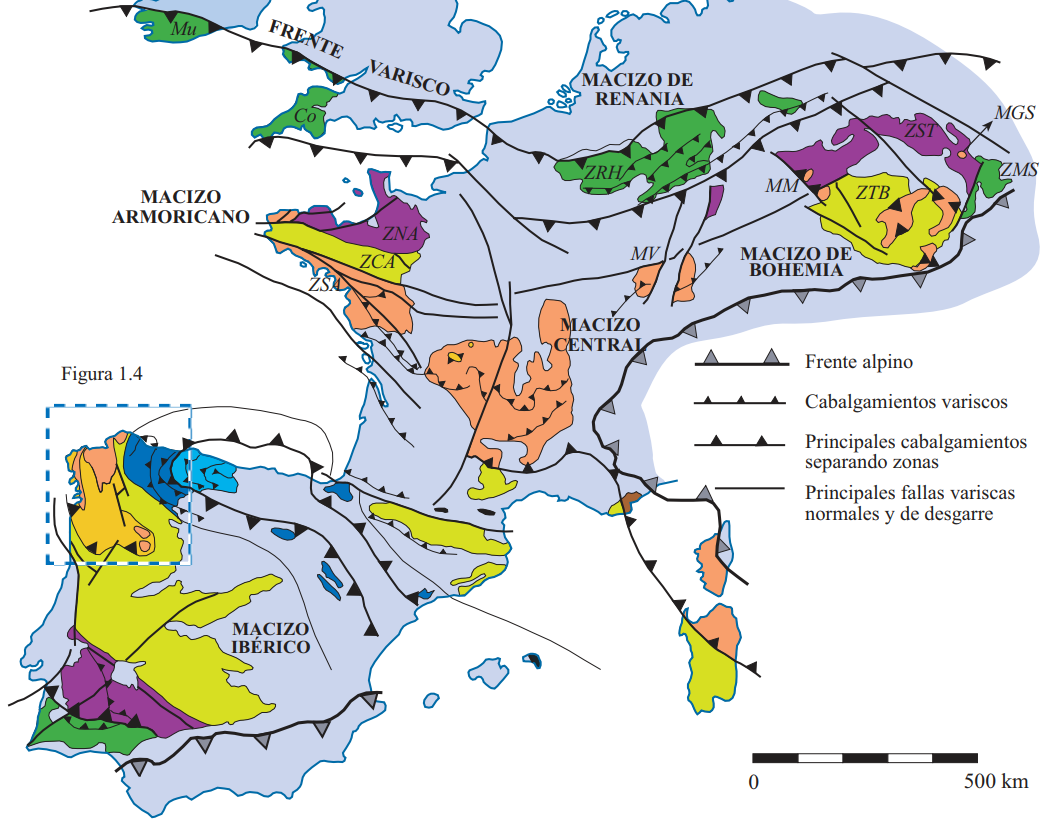 Mu
FRENTE
VARISCO
Co
MACIZO DE
RENANIA
MGS
ZST
ZRH
ZMS
MM
ZTB
MACIZO
ARMORICANO
ZNA
ZCA
ZSA
MV
MACIZO DE
BOHEMIA
MACIZO
CENTRAL
Figura 1.4
Frente alpino
Cabalgamientos variscos
Principales cabalgamientos
separando zonas
Principales fallas variscas
normales y de desgarre
MACIZO
IBÉRICO
0
500 km